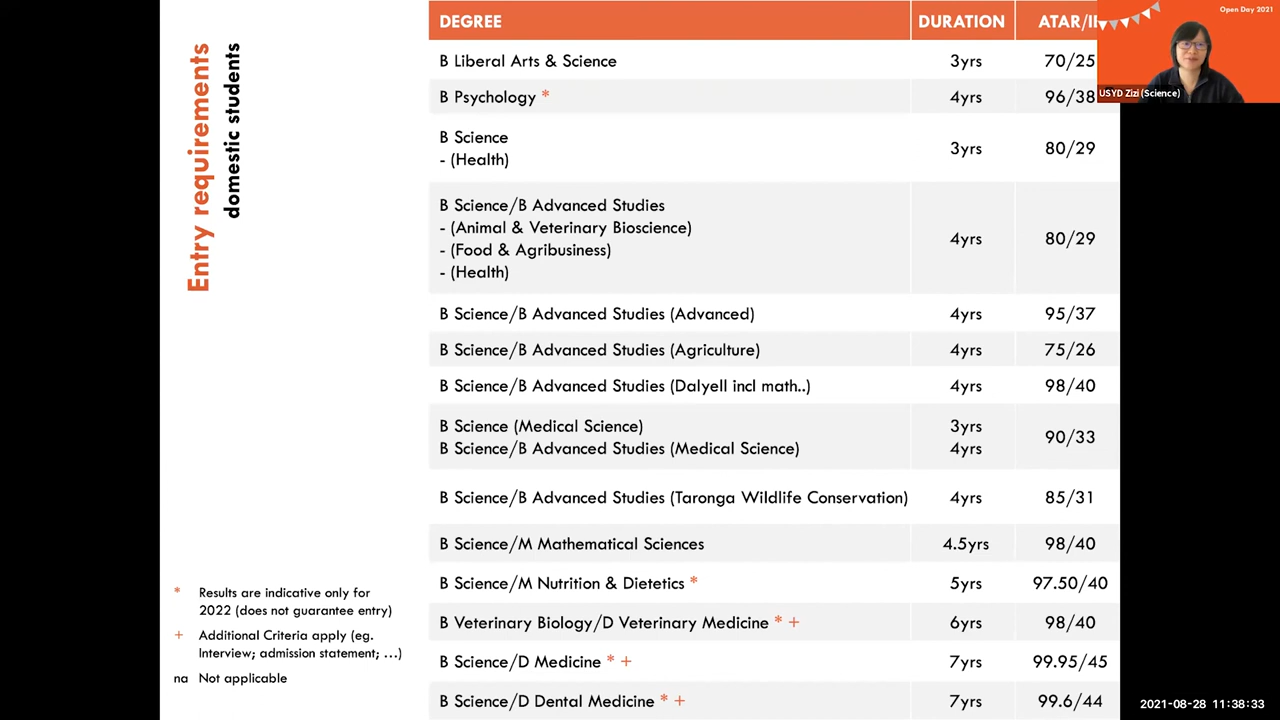 Entry requirements
domestic students
DEGREE DURATION ATAR/I
B Liberal Arts & Science 3yrs 70/25
B Psychology * 4yrs 96/38
B Science
- (Health) 3yrs 80/29
B Science/B Advanced Studies
- (Animal & Veterinary Bioscience)
- (Food & Agribusiness)
- (Health) 4yrs 80/29
B Science/B Advanced Studies (Advanced) 4yrs 95/37
B Science/B Advanced Studies (Agriculture) 4yrs 75/26
B Science/B Advanced Studies (Dalyell incl math..) 4yrs 98/40
B Science (Medical Science) 3yrs
B Science/B Advanced Studies (Medical Science) 4yrs 90/33
B Science/B Advanced Studies (Taronga Wildlife Conservation) 4yrs 85/31
B Science/M Mathematical Sciences 4.5yrs 98/40
B Science/M Nutrition & Dietetics * 5yrs 97.50/40
B Veterinary Biology/D Veterinary Medicine * + 6yrs 98/40
B Science/D Medicine * + 7yrs 99.95/45
B Science/D Dental Medicine * + 7yrs 99.6/44
* Results are indicative only for
2022 (does not guarantee entry)
+ Additional Criteria apply (eg.
Interview; admission statement; ...)
na Not applicable
Open Day 2021
USYD Zizi (Science)
2021-08-28 11:38:33